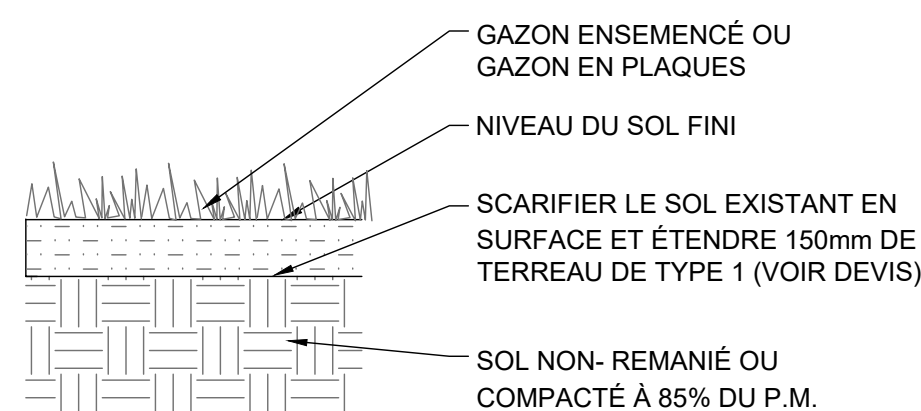 GAZON ENSEMENCÉ OU
GAZON EN PLAQUES
NIVEAU DU SOL FINI
SCARIFIER LE SOL EXISTANT EN
SURFACE ET ÉTENDRE 150mm DE
TERREAU DE TYPE 1 (VOIR DEVIS)
SOL NON- REMANIÉ OU
COMPACTÉ À 85% DU P.M.